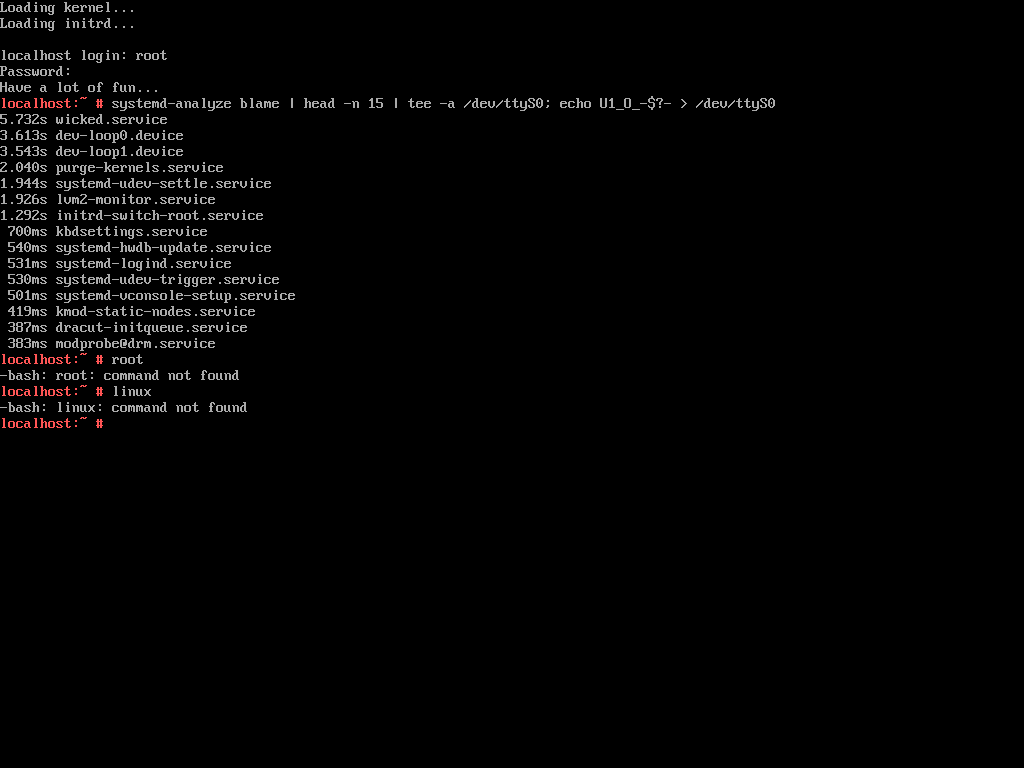 Loading kernel...
Loading initrd...
localhost login: root
Password:
Have a lot of fun...
localhost:~ # systemd-analyze blame | head -n 15 | tee -a /dev/ttyS0; echo U1_O_-$?- > /dev/ttyS0
5.732s wicked.service
3.613s dev-loop0.device
3.543s dev-loop1.device
2.040s purge-kernels.service
1.944s systemd-udev-settle.service
1.926s lvm2-monitor.service
1.292s initrd-switch-root.service
700ms kbdsettings.service
540ms systemd-hwdb-update.service
531ms systemd-logind.service
530ms systemd-udev-trigger.service
501ms systemd-vconsole-setup.service
419ms kmod-static-nodes.service
387ms dracut-initqueue.service
383ms modprobe@drm.service
localhost:~ # root
-bash: root: command not found
localhost:~ # linux
-bash: linux: command not found
localhost:~ #